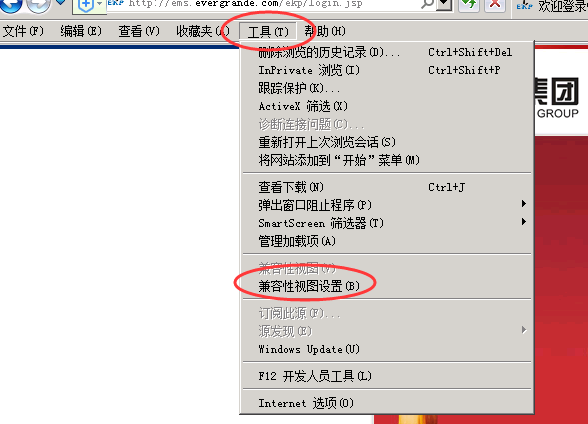 http://ems.evergrande.com/ekp/login.jsp
EKP 欢迎登录
文件(F) 编辑(E) 查看(V) 收藏夹(A) 工具(T) 帮助(H)
删除浏览的历史记录(D)... Ctrl+Shift+Del
InPrivate 浏览(I) Ctrl+Shift+P
跟踪保护(K)...
ActiveX 筛选(X)
诊断连接问题(C)...
重新打开上次浏览会话(S)
将网站添加到“开始”菜单(M)
集团
GROUP
查看下载(N) Ctrl+J
弹出窗口阻止程序(P)
SmartScreen 筛选器(T)
管理加载项(A)
兼容性视图(V)
兼容性视图设置(B)
订阅此源(F)...
源发现(E)
Windows Update(U)
F12 开发人员工具(L)
Internet 选项(O)